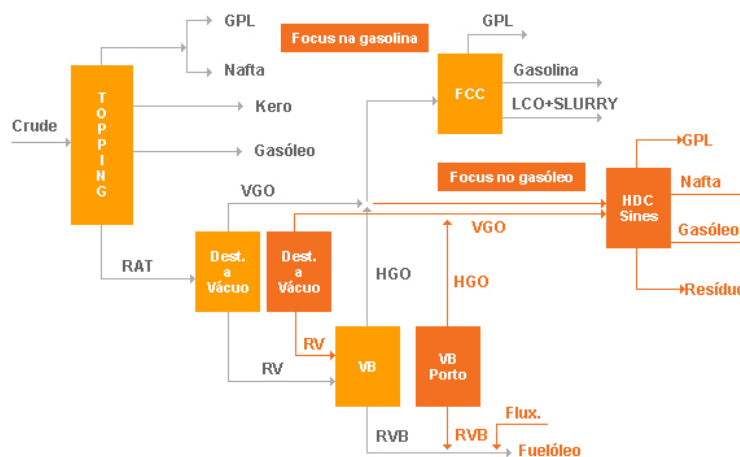 GPL
Focus na gasolina
Nafta
GPL
FCC
Gasolina
LCO+SLURRY
TOPPING
Kero
Crude
Gasóleo
Focus no gasóleo
GPL
HDC
Sines
Nafta
Gasóleo
Resíduo
VGO
VGO
RAT
Dest.
a
Vácuo
Dest.
a
Vácuo
HGO
HGO
RV
RV
VB
VB
Porto
RVB
RVB
Flux.
Fuelóleo